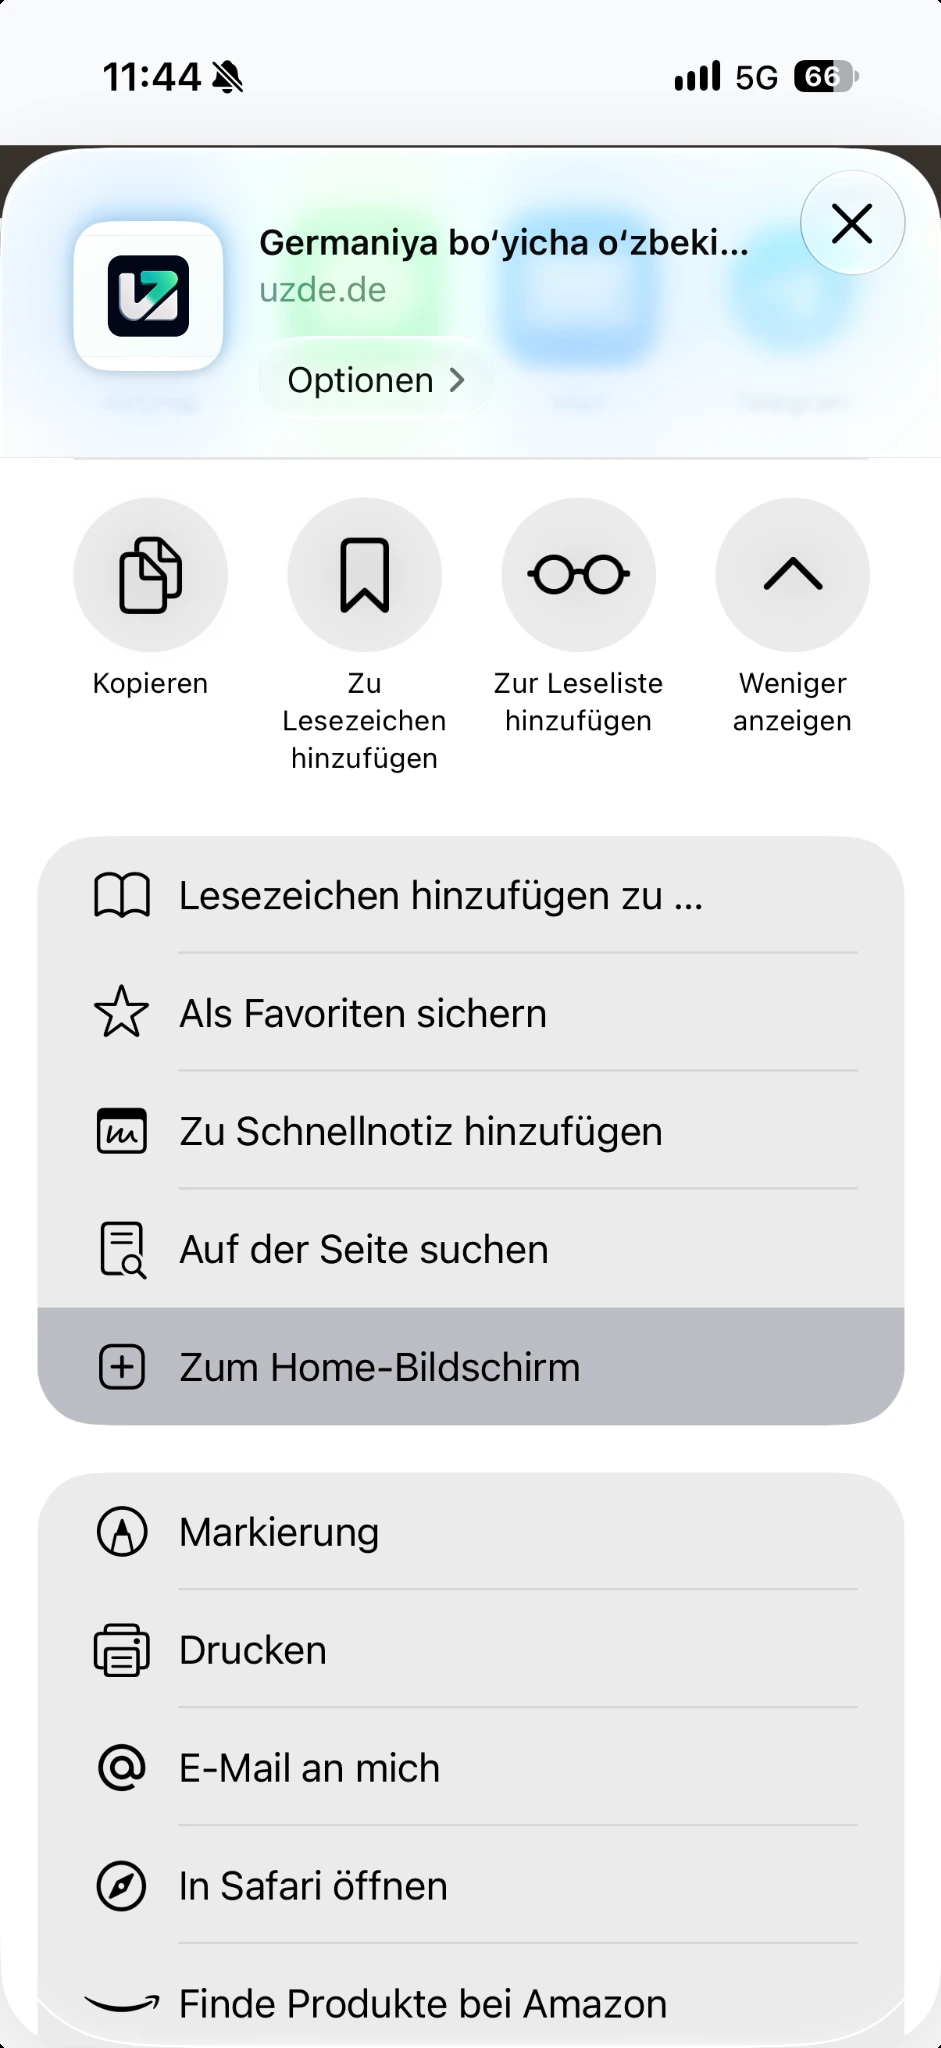 11:44
5G
66
Germaniya bo‘yicha o‘zbeki...
uzde.de
Optionen
Kopieren
Zu
Lesezeichen
hinzufügen
Zur Leseliste
hinzufügen
Weniger
anzeigen
Lesezeichen hinzufügen zu ...
Als Favoriten sichern
Zu Schnellnotiz hinzufügen
Auf der Seite suchen
Zum Home-Bildschirm
Markierung
Drucken
E-Mail an mich
In Safari öffnen
Finde Produkte bei Amazon